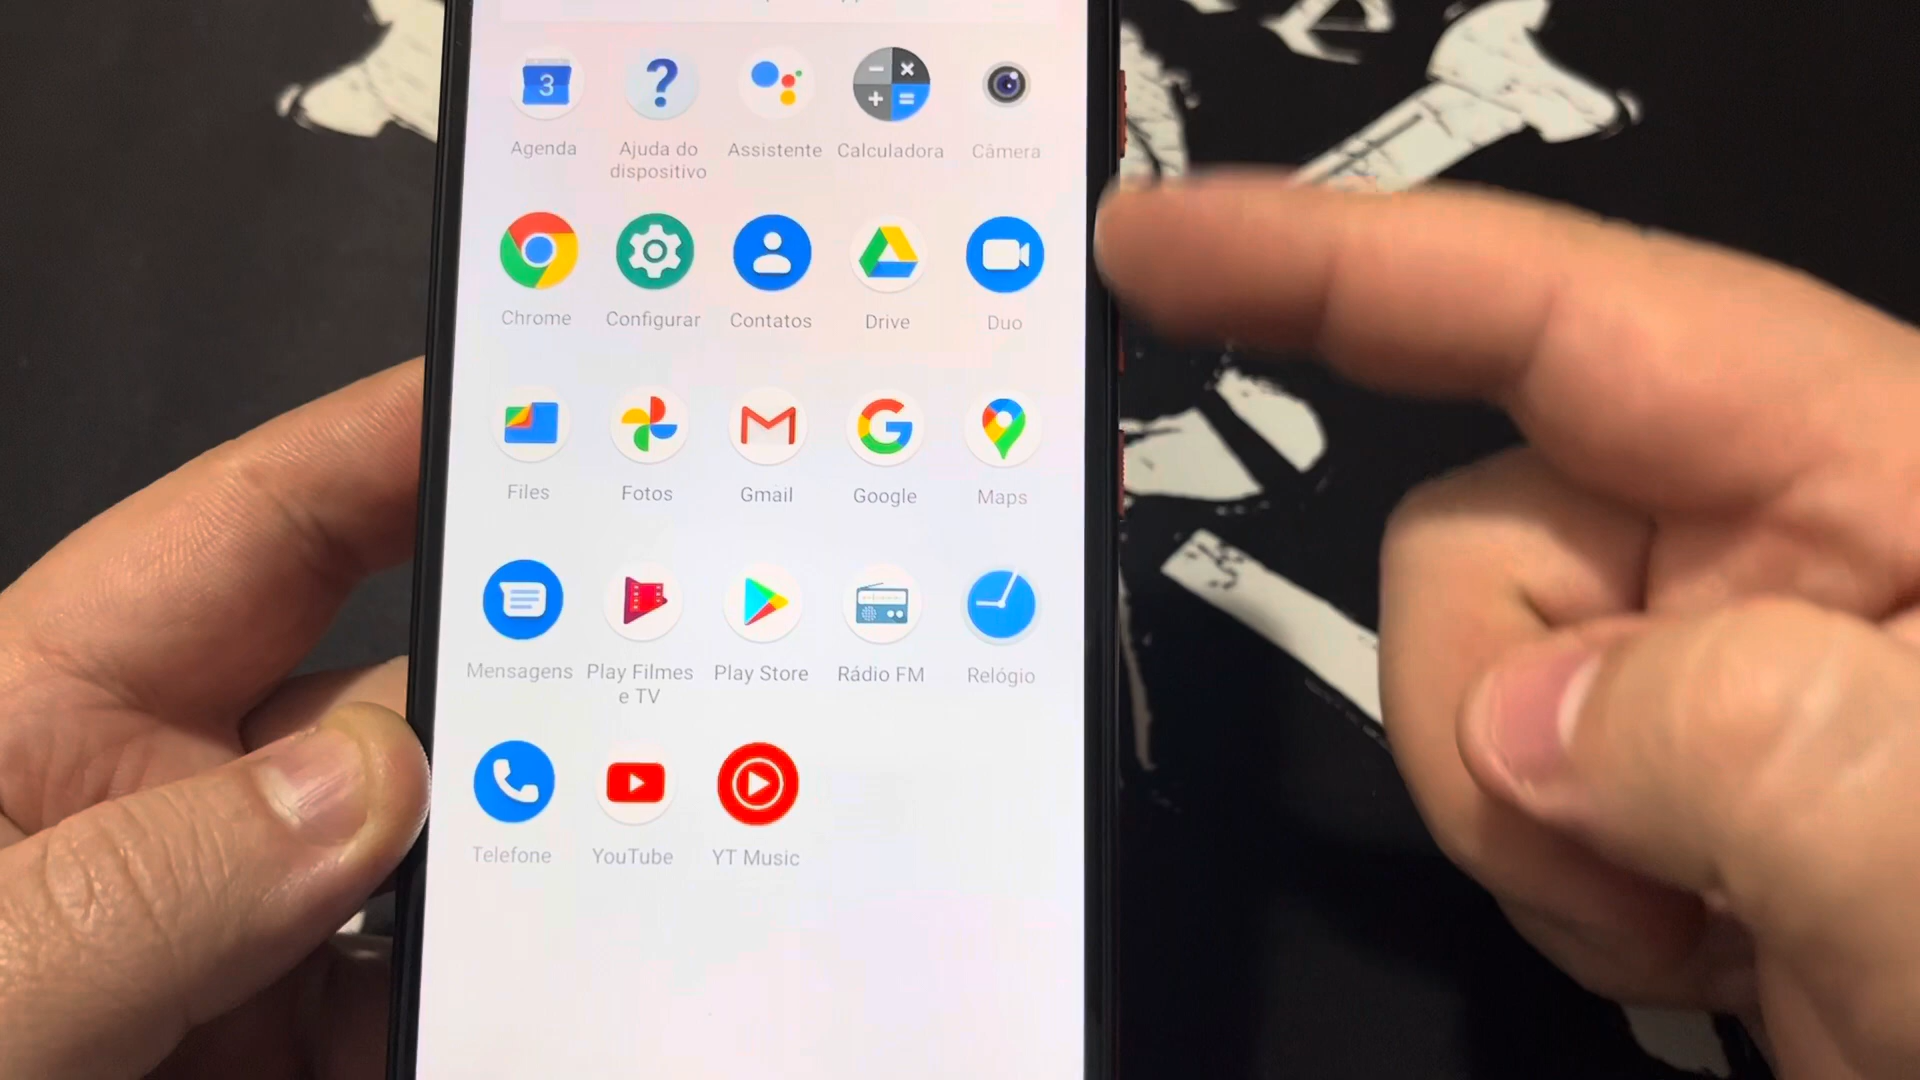 3
Agenda
Ajuda do
dispositivo
Assistente
Calculadora
Câmera
Chrome
Configurar
Contatos
Drive
Duo
Files
Fotos
Gmail
Google
Maps
Mensagens
Play Filmes
e TV
Play Store
Rádio FM
Relógio
Telefone
YouTube
YT Music